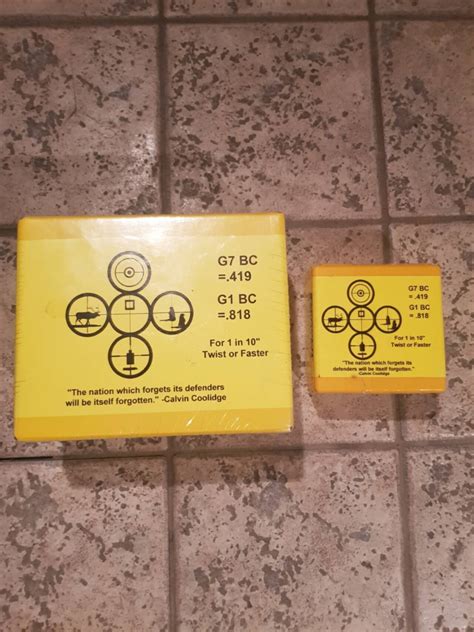 G7 BC
=.419
G1 BC
=.818
For 1 in 10"
Twist or Faster
"The nation which forgets its defenders
will be itself forgotten." -Calvin Coolidge
G7 BC
=.419
G1 BC
=.818
For 1 in 10"
Twist or Faster
"The nation which forgets its
defenders will be itself forgotten."
-Calvin Coolidge